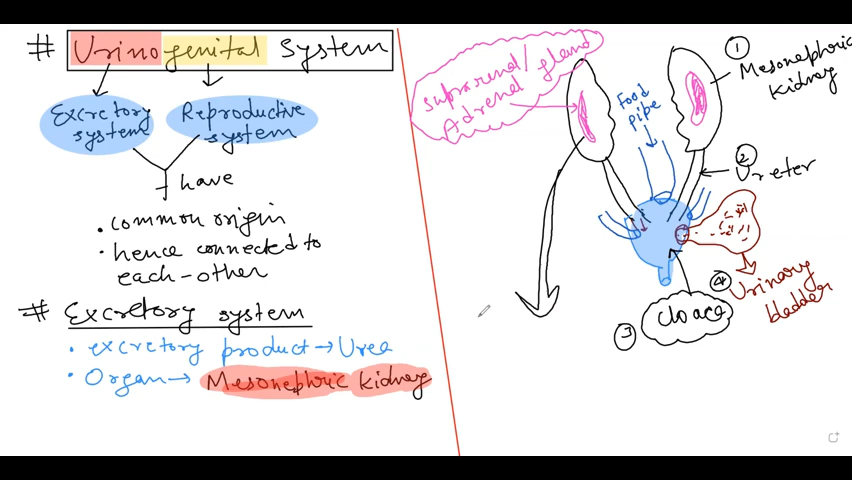 # Urinogenital System
Excretory
system
Reproductive
system
have
• common origin
• hence connected to
each-other
# Excretory system
• excretory product → Urea
• Organ → Mesonephric Kidney
suprarenal/
Adrenal gland
Food
pipe
①
Mesonephric
Kidney
②
Ureter
④
Urinary
bledder
③
cloaca